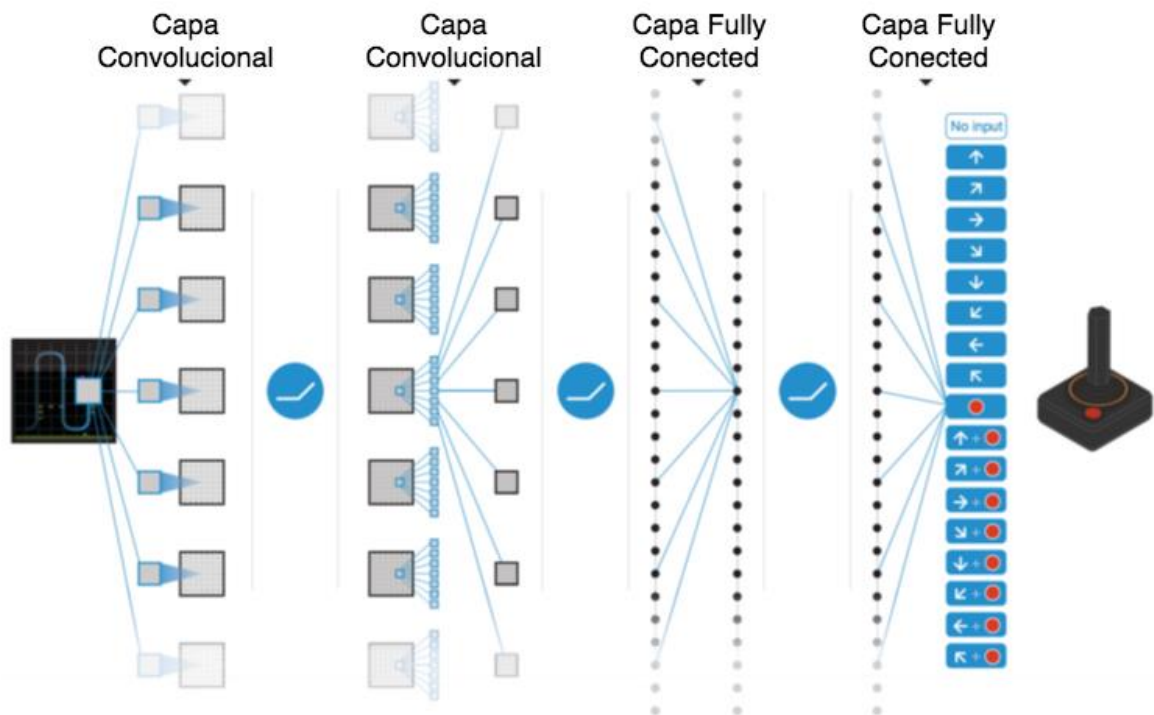 Capa
Convolucional
Capa
Convolucional
Capa Fully
Conected
Capa Fully
Conected
No input